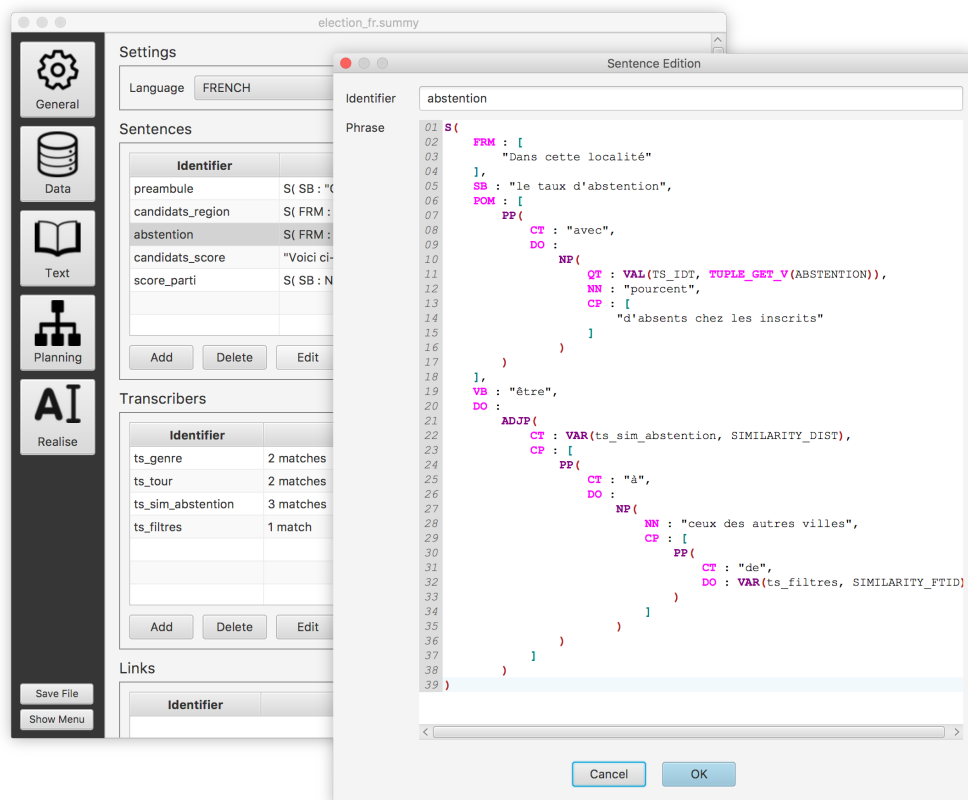 election_fr.summy
General
Data
Text
Planning
Realise
Save File
Show Menu
Settings
Language FRENCH
Sentences
Identifier
preambule S( SB : "C
candidats_region S( FRM :
abstention S( FRM :
candidats_score "Voici ci-
score_parti S( SB : N
Add Delete Edit
Transcribers
Identifier
ts_genre 2 matches
ts_tour 2 matches
ts_sim_abstention 3 matches
ts_filtres 1 match
Add Delete Edit
Links
Identifier
Sentence Edition
Identifier abstention
Phrase
01 S(
02 FRM : [
03 "Dans cette localité"
04 ],
05 SB : "le taux d'abstention",
06 POM : [
07 PP(
08 CT : "avec",
09 DO :
10 NP(
11 QT : VAL(TS_IDT, TUPLE_GET_V(ABSTENTION)),
12 NN : "pourcent",
13 CP : [
14 "d'absents chez les inscrits"
15 ]
16 )
17 )
18 ],
19 VB : "être",
20 DO :
21 ADJP(
22 CT : VAR(ts_sim_abstention, SIMILARITY_DIST),
23 CP : [
24 PP(
25 CT : "à",
26 DO :
27 NP(
28 NN : "ceux des autres villes",
29 CP : [
30 PP(
31 CT : "de",
32 DO : VAR(ts_filtres, SIMILARITY_FTID)
33 )
34 ]
35 )
36 )
37 ]
38 )
39 )
Cancel OK